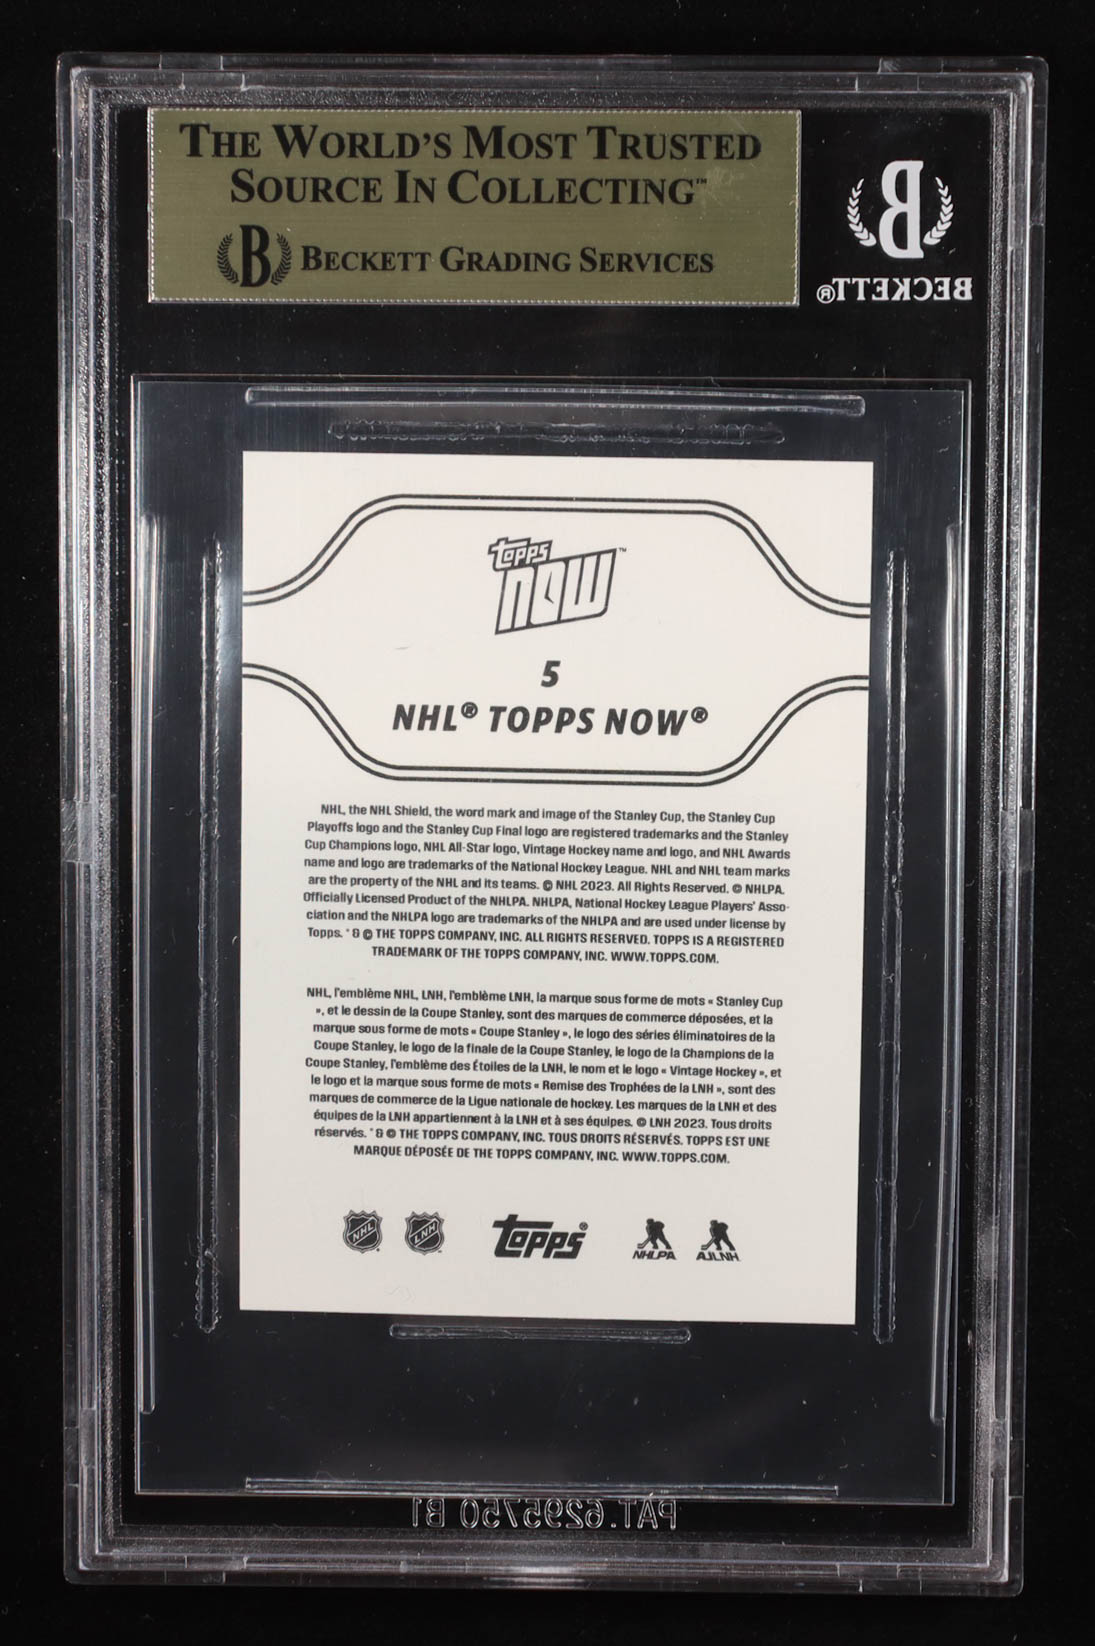 THE WORLD'S MOST TRUSTED
SOURCE IN COLLECTING™
B BECKETT GRADING SERVICES
B
BECKETT®
topps
NOW™
5
NHL® TOPPS NOW®
NHL, the NHL Shield, the word mark and image of the Stanley Cup, the Stanley Cup
Playoffs logo and the Stanley Cup Final logo are registered trademarks and the Stanley
Cup Champions logo, NHL All-Star logo, Vintage Hockey name and logo, and NHL Awards
name and logo are trademarks of the National Hockey League. NHL and NHL team marks
are the property of the NHL and its teams. © NHL 2023. All Rights Reserved. © NHLPA.
Officially Licensed Product of the NHLPA. NHLPA, National Hockey League Players' Asso-
ciation and the NHLPA logo are trademarks of the NHLPA and are used under license by
Topps. * & © THE TOPPS COMPANY, INC. ALL RIGHTS RESERVED. TOPPS IS A REGISTERED
TRADEMARK OF THE TOPPS COMPANY, INC. WWW.TOPPS.COM.
NHL, l'emblème NHL, LNH, l'emblème LNH, la marque sous forme de mots « Stanley Cup
», et le dessin de la Coupe Stanley, sont des marques de commerce déposées, et la
marque sous forme de mots « Coupe Stanley », le logo des séries éliminatoires de la
Coupe Stanley, le logo de la finale de la Coupe Stanley, le logo de la Champions de la
Coupe Stanley, l'emblème des Étoiles de la LNH, le nom et le logo « Vintage Hockey », et
le logo et la marque sous forme de mots « Remise des Trophées de la LNH », sont des
marques de commerce de la Ligue nationale de hockey. Les marques de la LNH et des
équipes de la LNH appartiennent à la LNH et à ses équipes. © LNH 2023. Tous droits
réservés. * & © THE TOPPS COMPANY, INC. TOUS DROITS RÉSERVÉS. TOPPS EST UNE
MARQUE DÉPOSÉE DE THE TOPPS COMPANY, INC. WWW.TOPPS.COM.
NHL LNH topps® NHLPA AJLNH
PAT.6295750 B1